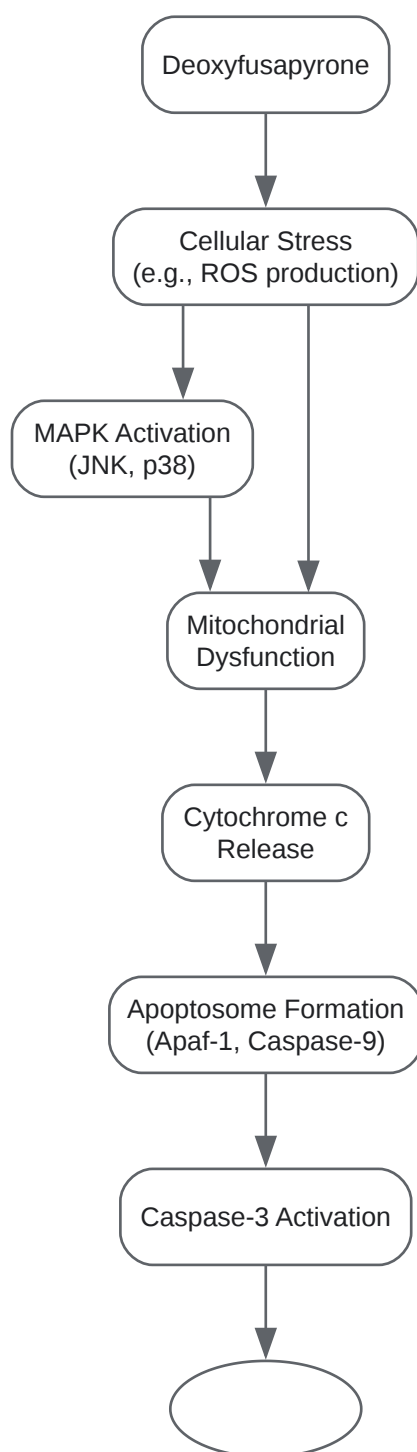 Deoxyfusapyrone
Cellular Stress
(e.g., ROS production)
MAPK Activation
(JNK, p38)
Mitochondrial
Dysfunction
Cytochrome c
Release
Apoptosome Formation
(Apaf-1, Caspase-9)
Caspase-3 Activation